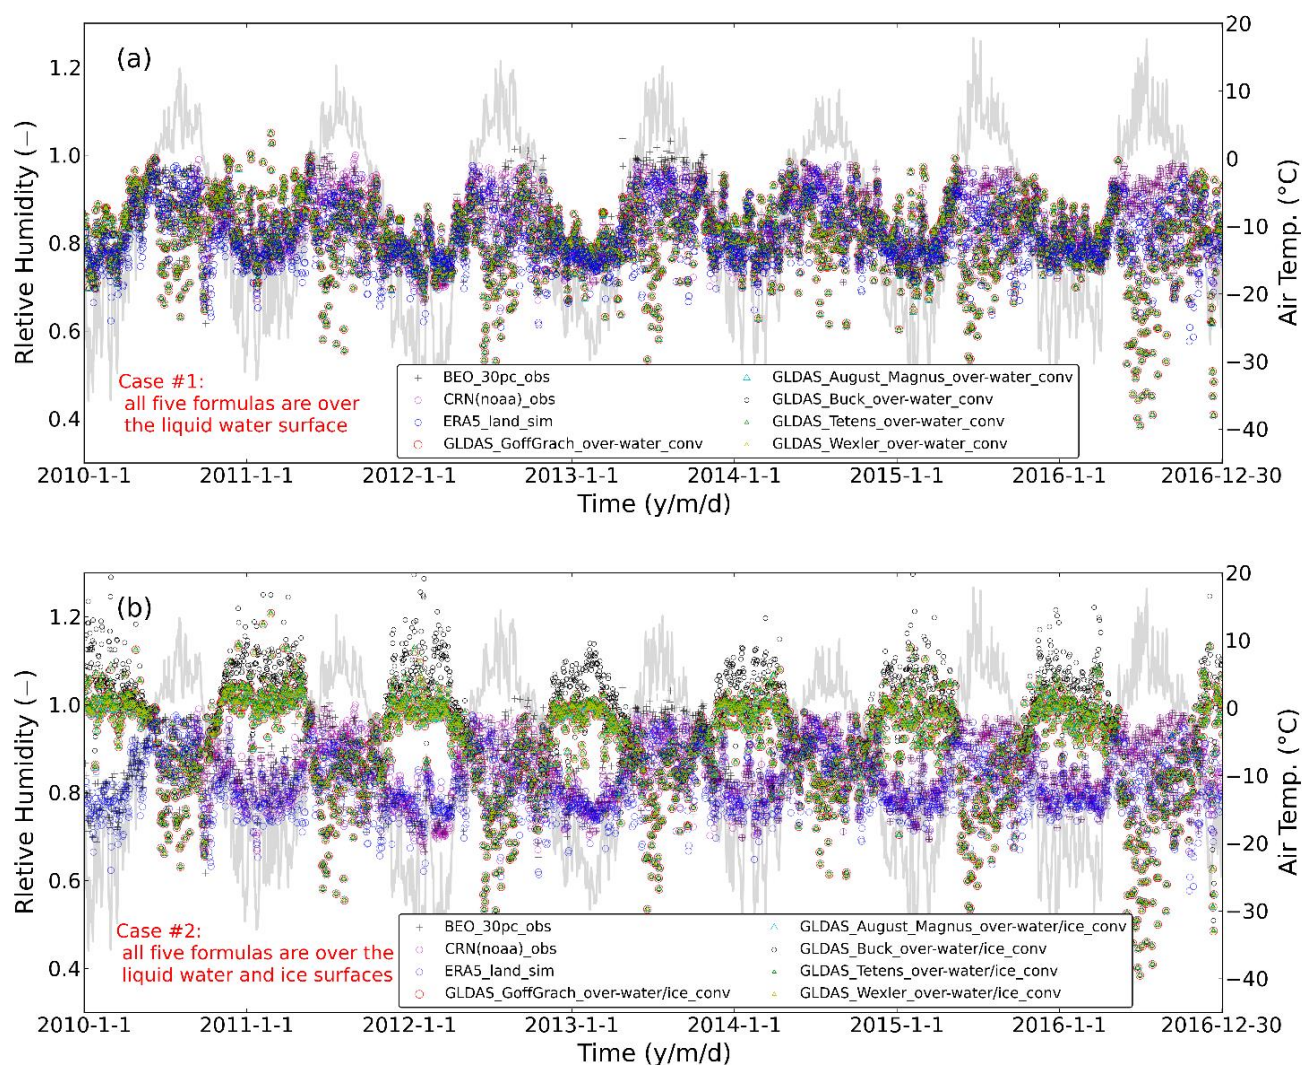 (a)
Rletive Humidity (−)
1.2
1.0
0.8
0.6
0.4
20
10
0
−10
−20
−30
−40
Air Temp. (°C)
Case #1:
all five formulas are over
the liquid water surface
BEO_30pc_obs
CRN(noaa)_obs
ERA5_land_sim
GLDAS_GoffGrach_over-water_conv
GLDAS_August_Magnus_over-water_conv
GLDAS_Buck_over-water_conv
GLDAS_Tetens_over-water_conv
GLDAS_Wexler_over-water_conv
2010-1-1 2011-1-1 2012-1-1 2013-1-1 2014-1-1 2015-1-1 2016-1-1 2016-12-30
Time (y/m/d)
(b)
Rletive Humidity (−)
1.2
1.0
0.8
0.6
0.4
20
10
0
−10
−20
−30
−40
Air Temp. (°C)
Case #2:
all five formulas are over the
liquid water and ice surfaces
BEO_30pc_obs
CRN(noaa)_obs
ERA5_land_sim
GLDAS_GoffGrach_over-water/ice_conv
GLDAS_August_Magnus_over-water/ice_conv
GLDAS_Buck_over-water/ice_conv
GLDAS_Tetens_over-water/ice_conv
GLDAS_Wexler_over-water/ice_conv
2010-1-1 2011-1-1 2012-1-1 2013-1-1 2014-1-1 2015-1-1 2016-1-1 2016-12-30
Time (y/m/d)